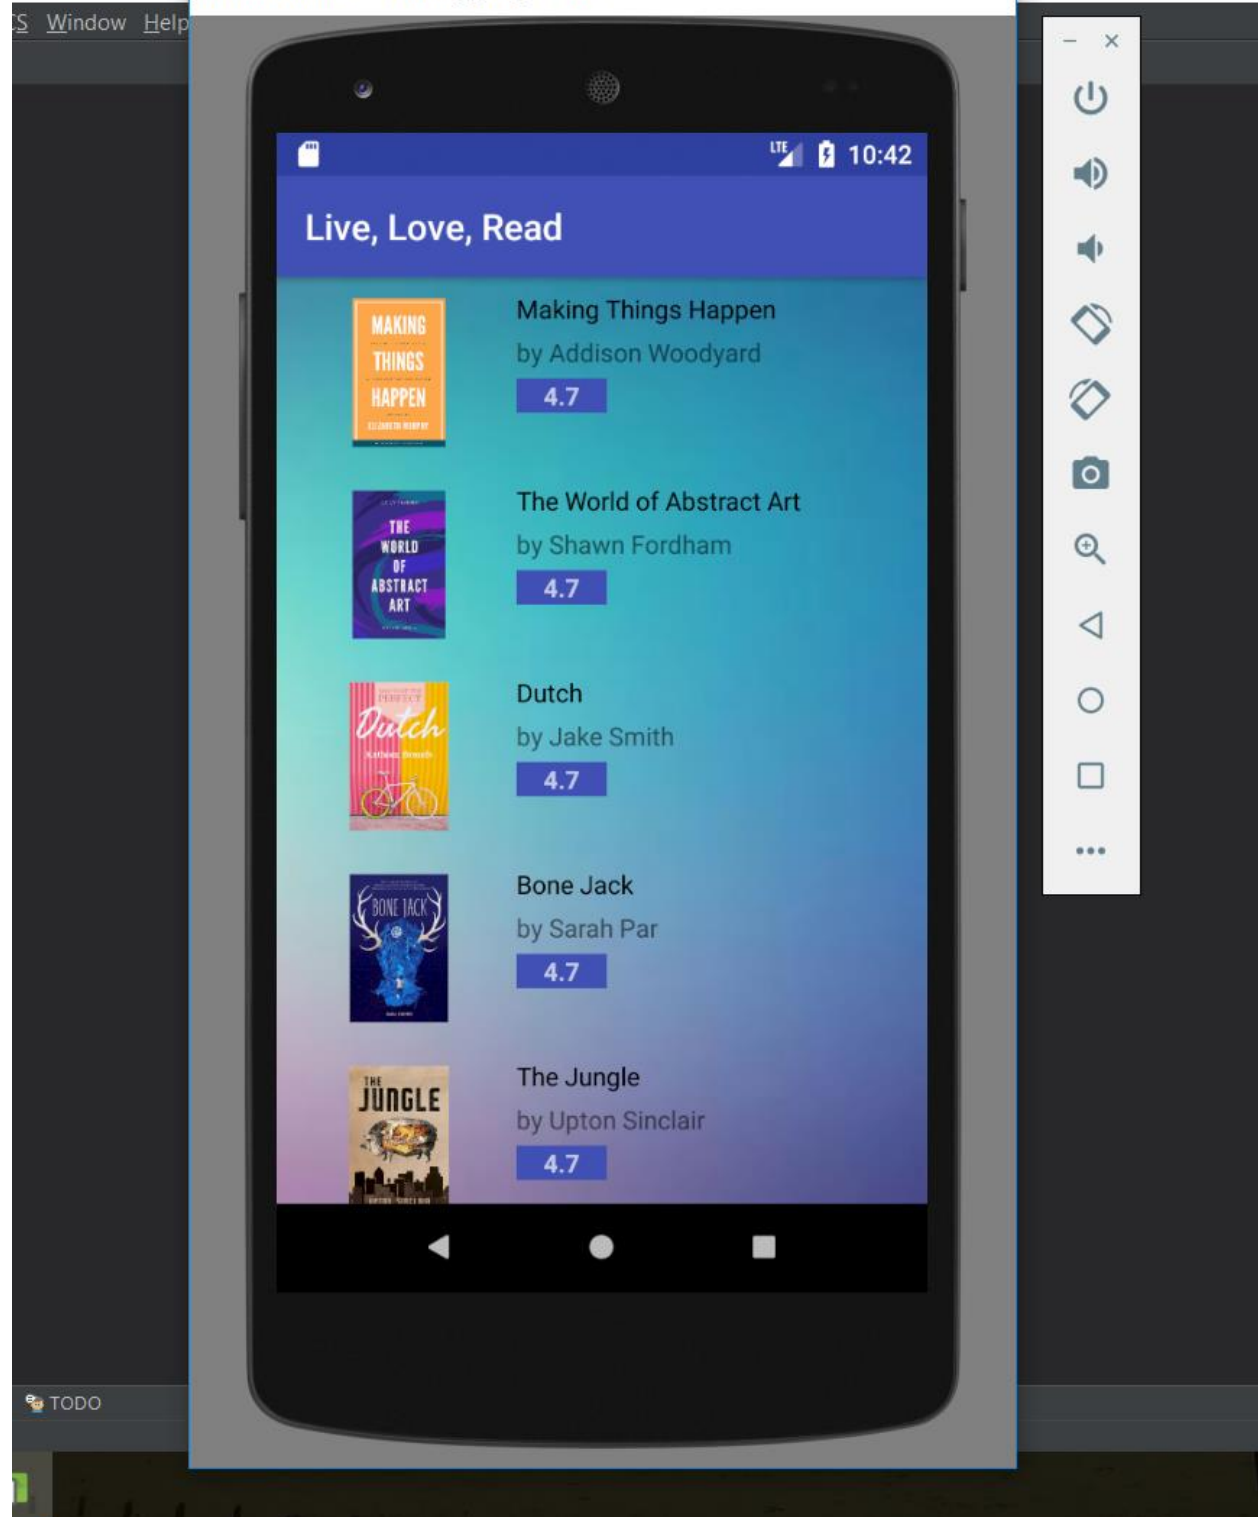 Window Help
LTE 10:42
Live, Love, Read
MAKING
THINGS
HAPPEN
Making Things Happen
by Addison Woodyard
4.7
THE
WORLD
OF
ABSTRACT
ART
The World of Abstract Art
by Shawn Fordham
4.7
PERFECT
Dutch
Dutch
by Jake Smith
4.7
BONE JACK
Bone Jack
by Sarah Par
4.7
THE
JUNGLE
The Jungle
by Upton Sinclair
4.7
TODO